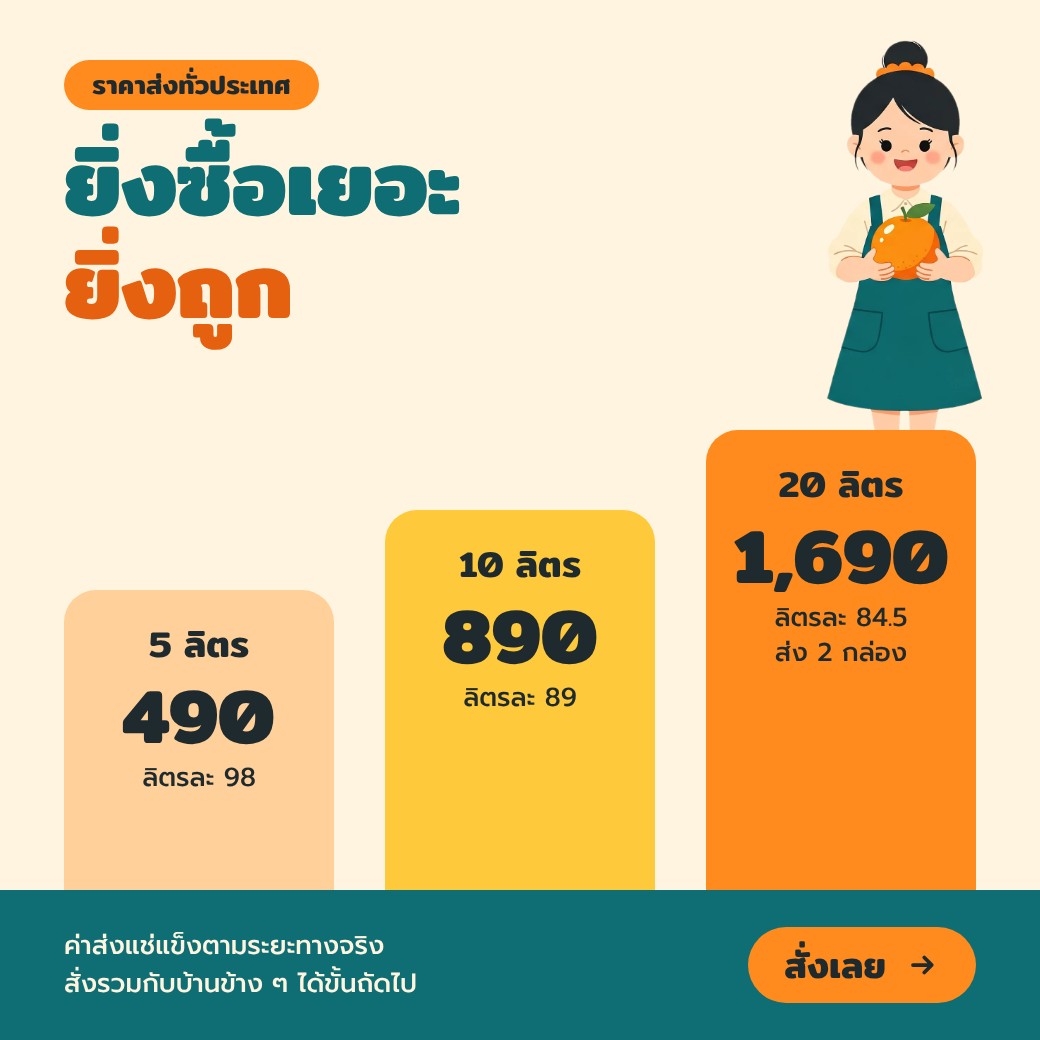 ราคาส่งทั่วประเทศ
ยิ่งซื้อเยอะ
ยิ่งถูก
5 ลิตร
490
ลิตรละ 98
10 ลิตร
890
ลิตรละ 89
20 ลิตร
1,690
ลิตรละ 84.5
ส่ง 2 กล่อง
ค่าส่งแช่แข็งตามระยะทางจริง
สั่งรวมกับบ้านข้าง ๆ ได้ขั้นถัดไป
สั่งเลย →